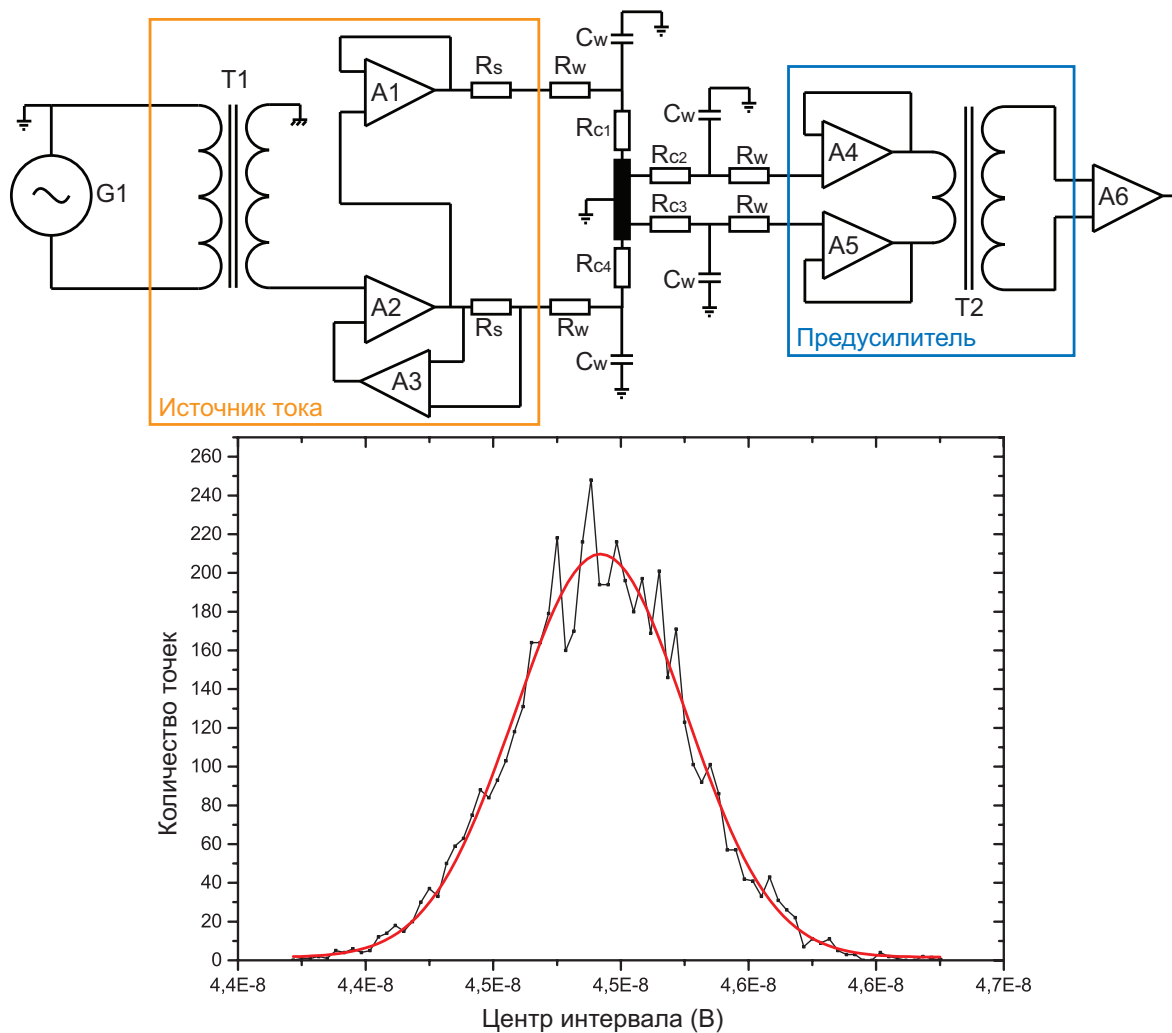 T1
G1
A1
Rs
Rw
Cw
Rc1
Cw
Rc2
Rw
A4
A6
Rc3
Rw
A5
Rc4
Cw
T2
A2
Rs
Rw
A3
Cw
Источник тока
Предусилитель
Количество точек
260
240
220
200
180
160
140
120
100
80
60
40
20
0
4,4E-8
4,4E-8
4,5E-8
4,5E-8
4,6E-8
4,6E-8
4,7E-8
Центр интервала (В)